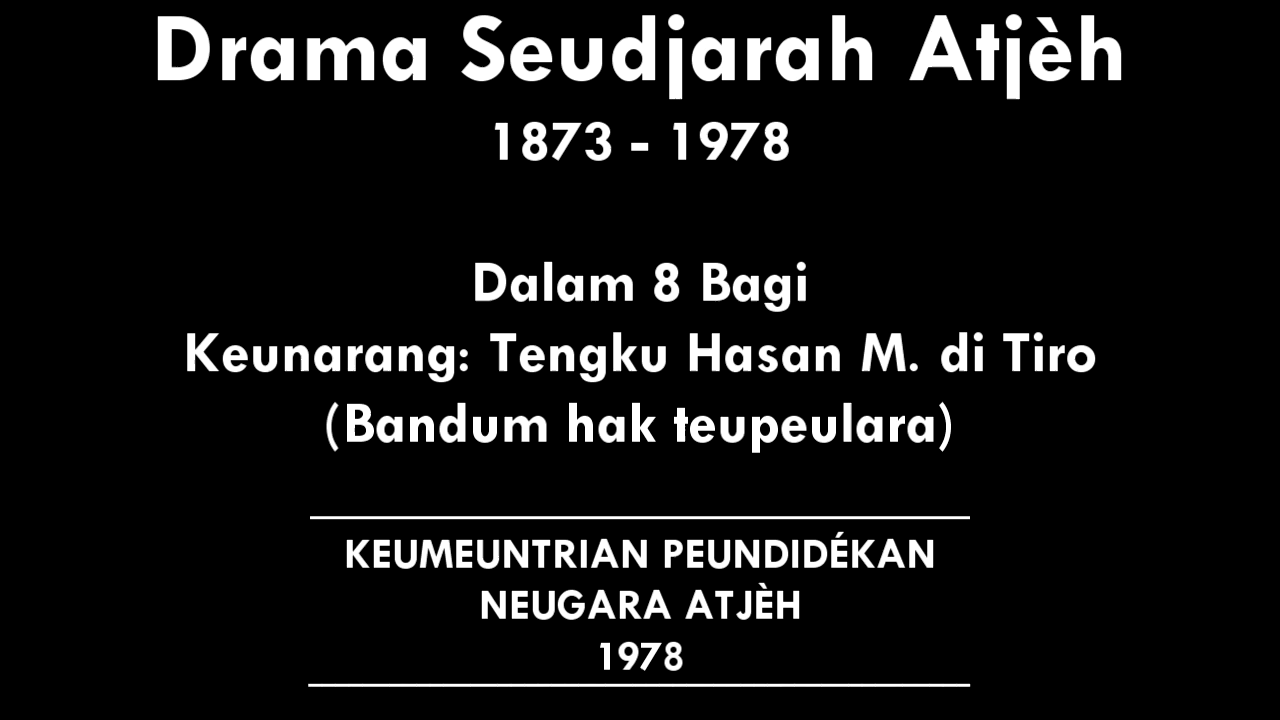 Drama Seudjarah Atjèh
1873 - 1978
Dalam 8 Bagi
Keunarang: Tengku Hasan M. di Tiro
(Bandum hak teupeulara)
KEUMEUNTRIAN PEUNDIDÉKAN
NEUGARA ATJÈH
1978